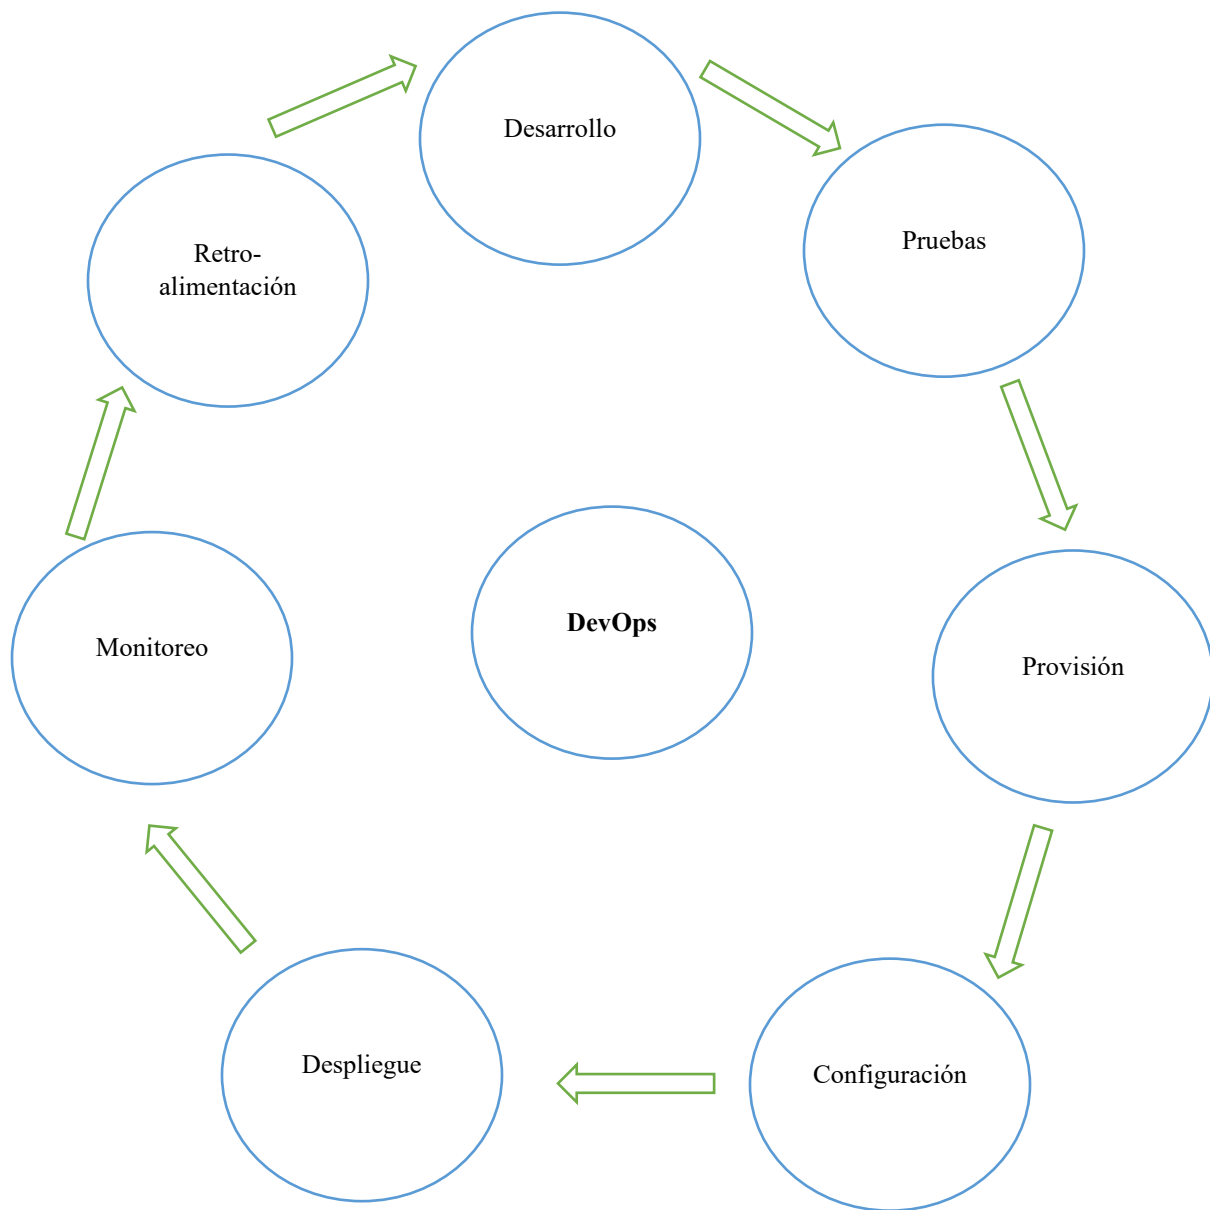 Desarrollo
Pruebas
Retro-
alimentación
DevOps
Monitoreo
Provisión
Despliegue
Configuración